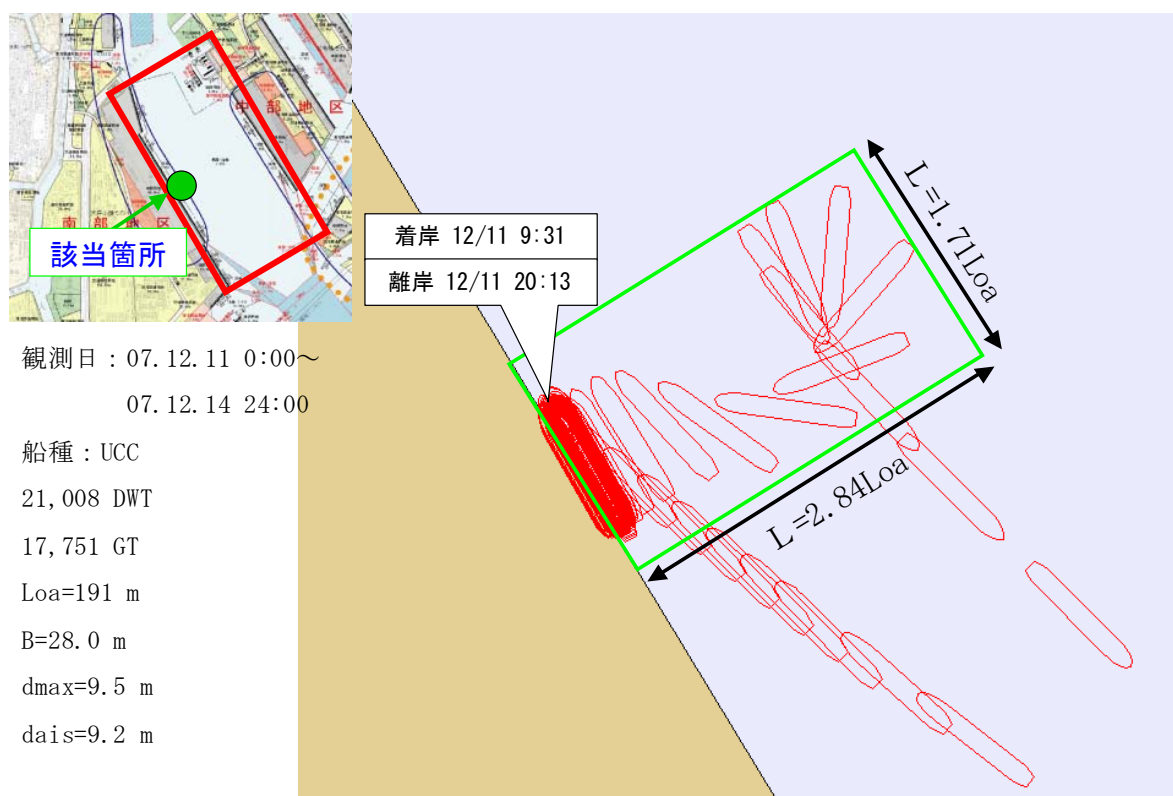 中部地区
南部地区
該当箇所
着岸 12/11 9:31
離岸 12/11 20:13
L=1.71Loa
L=2.84Loa
観測日：07.12.11 0:00～
07.12.14 24:00
船種：UCC
21,008 DWT
17,751 GT
Loa=191 m
B=28.0 m
dmax=9.5 m
dais=9.2 m